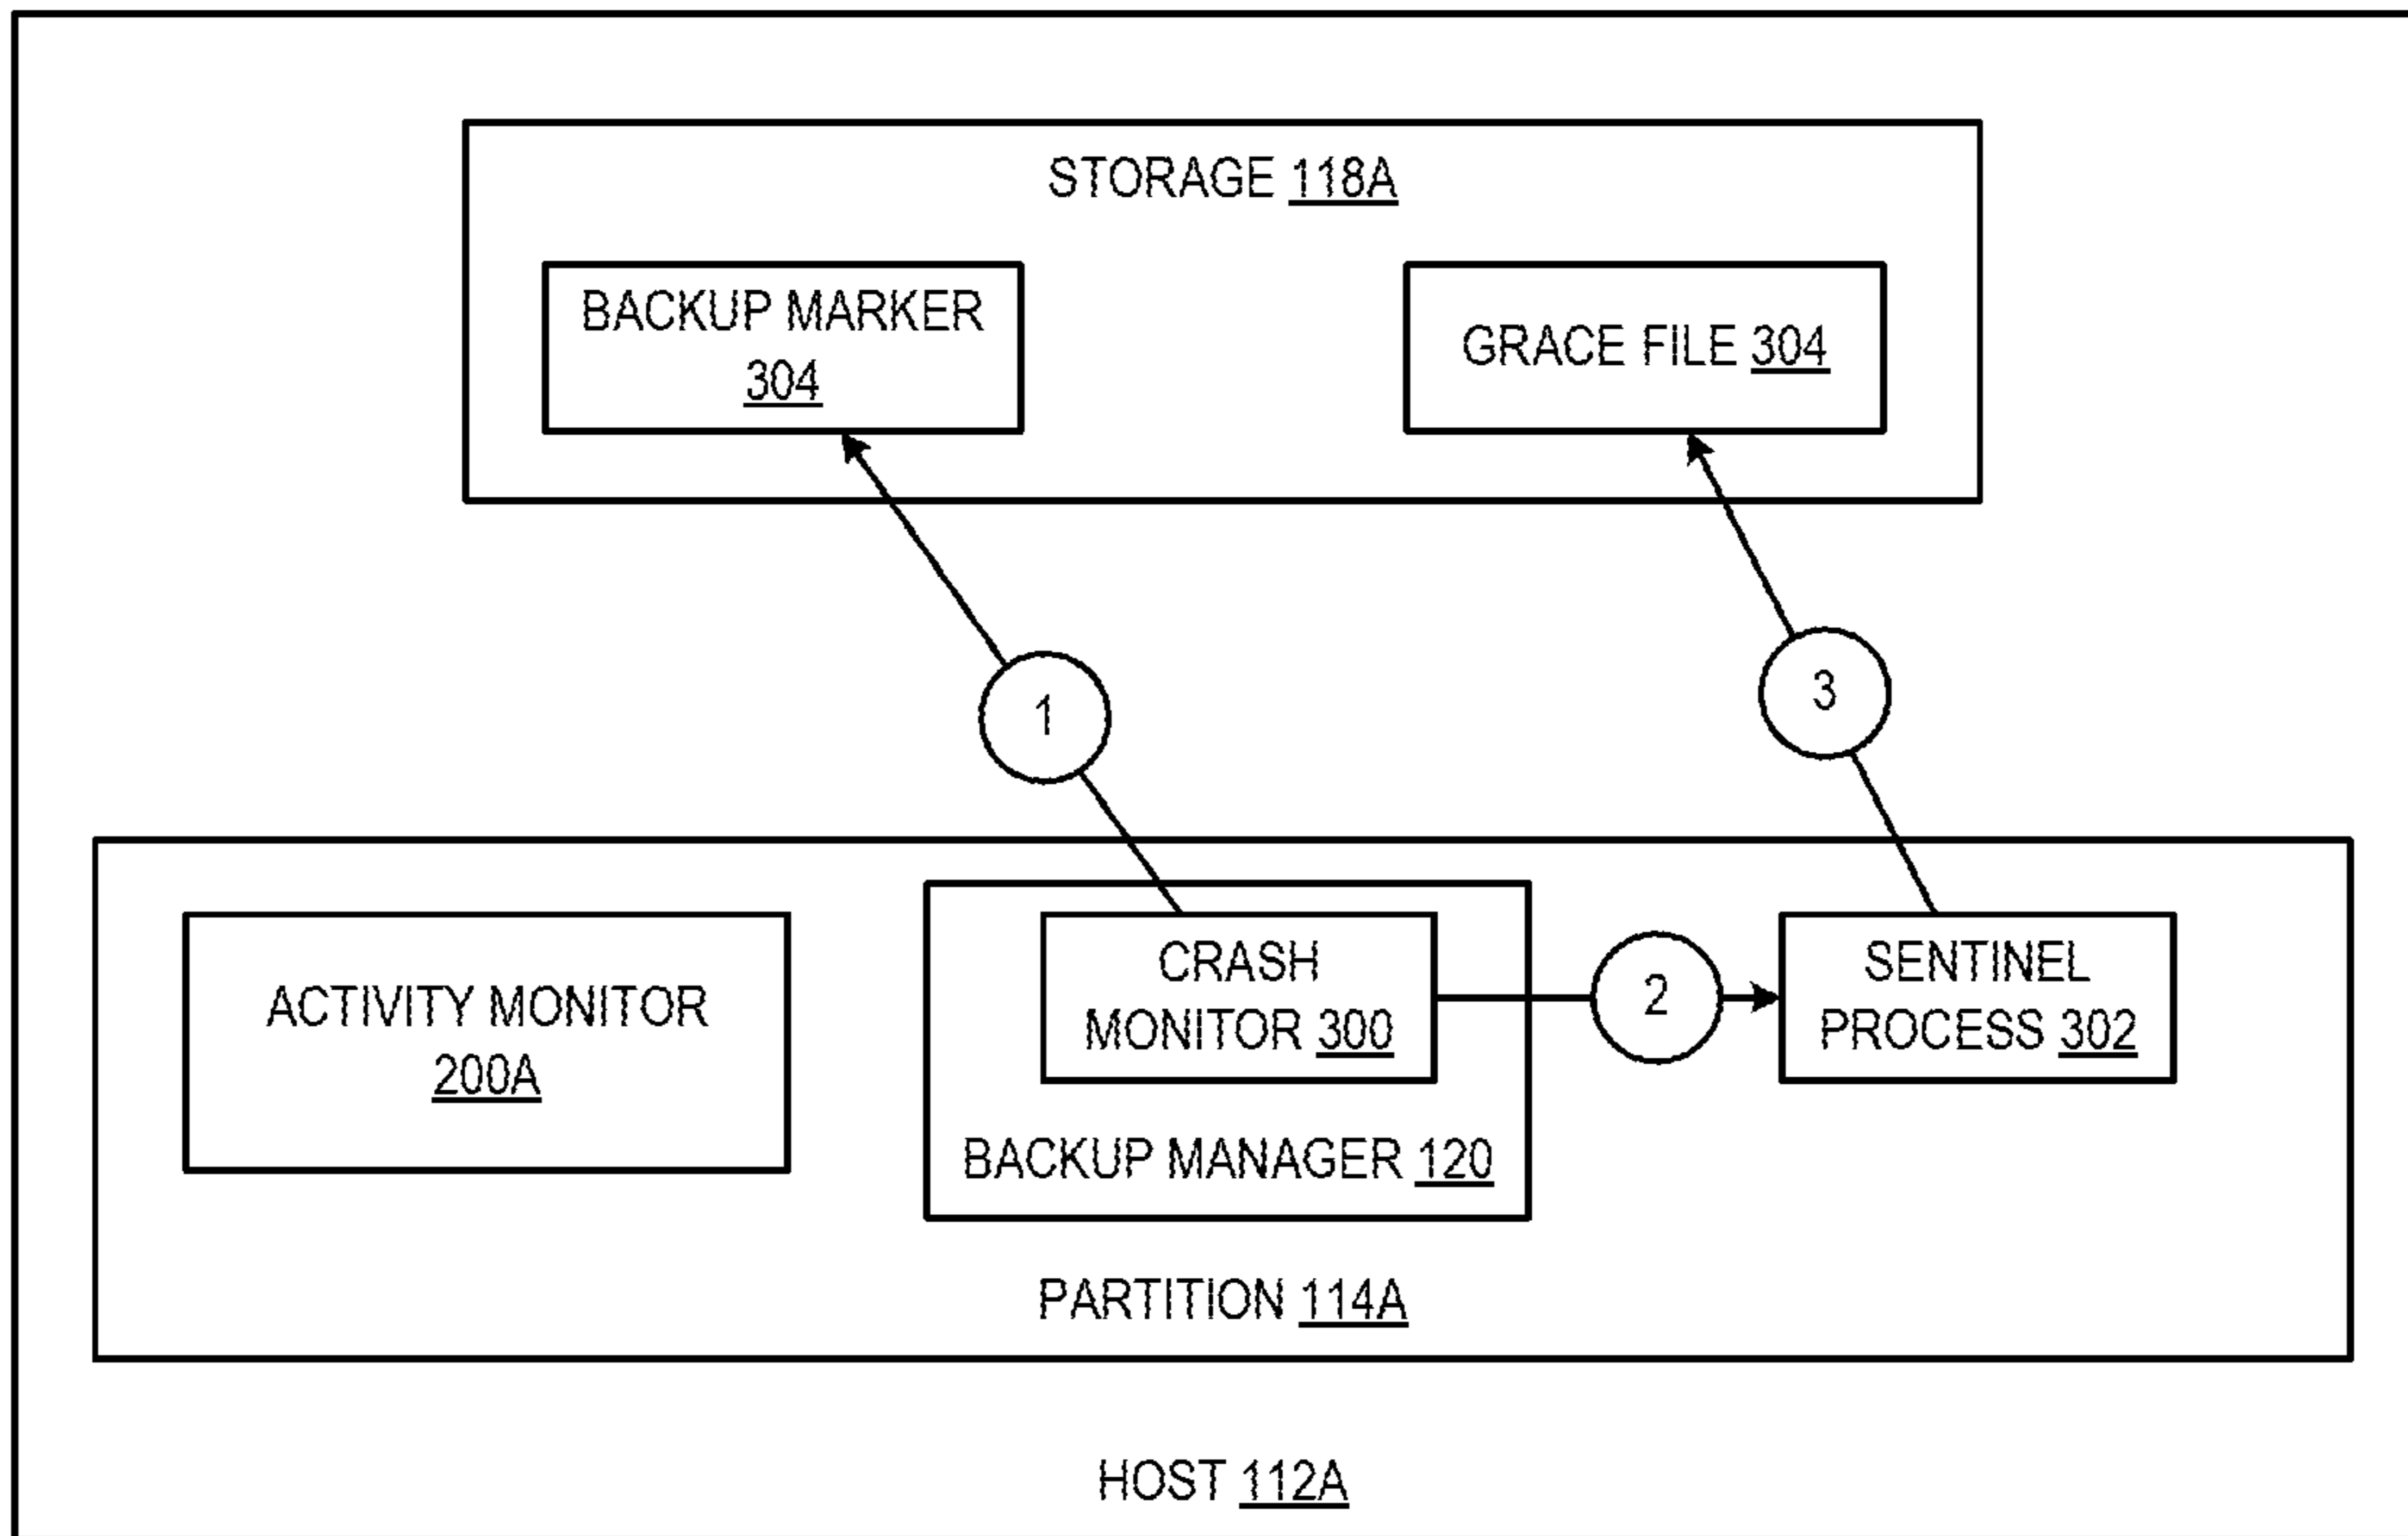 STORAGE 118A
BACKUP MARKER
304
GRACE FILE 304
1
3
ACTIVITY MONITOR
200A
CRASH
MONITOR 300
2
SENTINEL
PROCESS 302
BACKUP MANAGER 120
PARTITION 114A
HOST 112A